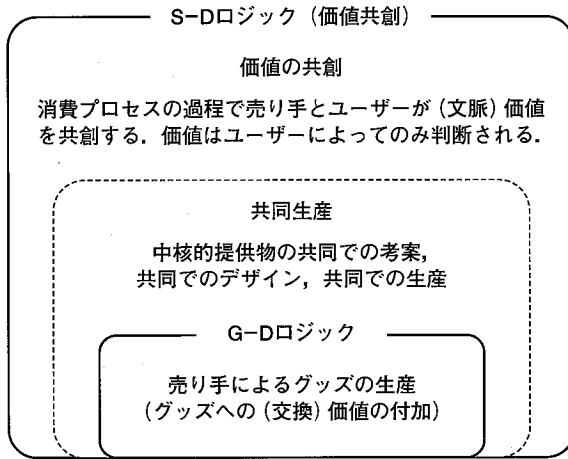 S-Dロジック（価値共創）
価値の共創
消費プロセスの過程で売り手とユーザーが（文脈）価値
を共創する．価値はユーザーによってのみ判断される．
共同生産
中核的提供物の共同での考案，
共同でのデザイン，共同での生産
G-Dロジック
売り手によるグッズの生産
（グッズへの（交換）価値の付加）